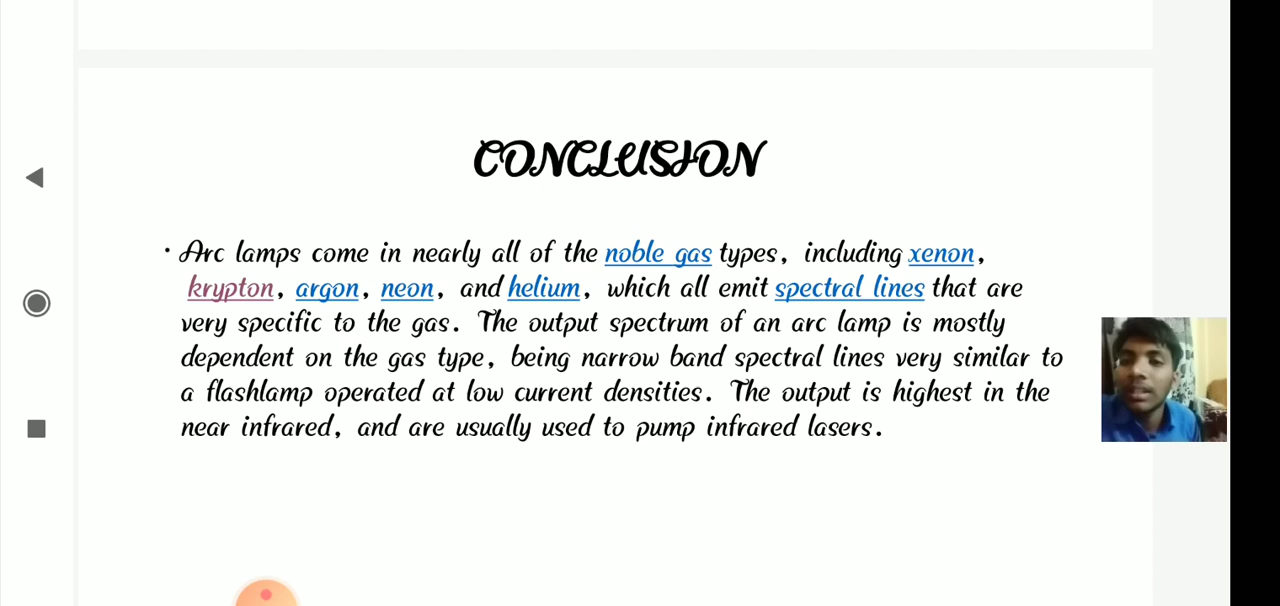 CONCLUSION
• Arc lamps come in nearly all of the noble gas types, including xenon,
krypton, argon, neon, and helium, which all emit spectral lines that are
very specific to the gas. The output spectrum of an arc lamp is mostly
dependent on the gas type, being narrow band spectral lines very similar to
a flashlamp operated at low current densities. The output is highest in the
near infrared, and are usually used to pump infrared lasers.